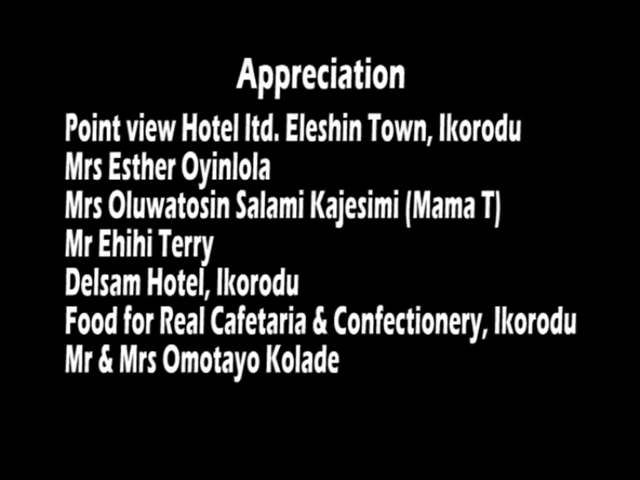 Appreciation
Point view Hotel ltd. Eleshin Town, Ikorodu
Mrs Esther Oyinlola
Mrs Oluwatosin Salami Kajesimi (Mama T)
Mr Ehihi Terry
Delsam Hotel, Ikorodu
Food for Real Cafetaria & Confectionery, Ikorodu
Mr & Mrs Omotayo Kolade